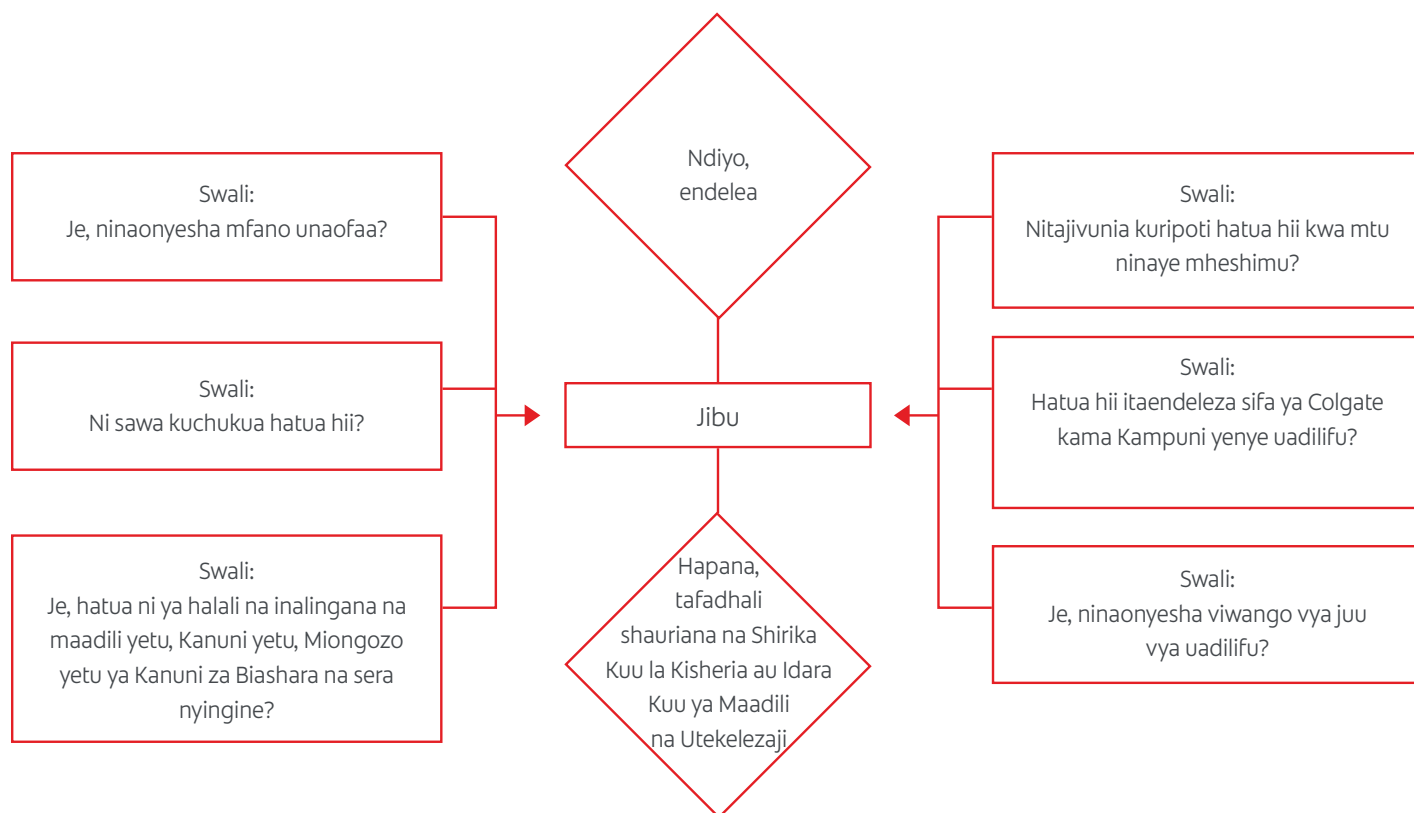 Swali:
Je, ninaonyesha mfano unaofaa?
Swali:
Ni sawa kuchukua hatua hii?
Swali:
Je, hatua ni ya halali na inalingana na
maadili yetu, Kanuni yetu, Miongozo
yetu ya Kanuni za Biashara na sera
nyingine?
Ndiyo,
endelea
Jibu
Hapana,
tafadhali
shauriana na Shirika
Kuu la Kisheria au Idara
Kuu ya Maadili
na Utekelezaji
Swali:
Nitajivunia kuripoti hatua hii kwa mtu
ninaye mheshimu?
Swali:
Hatua hii itaendeleza sifa ya Colgate
kama Kampuni yenye uadilifu?
Swali:
Je, ninaonyesha viwango vya juu
vya uadilifu?